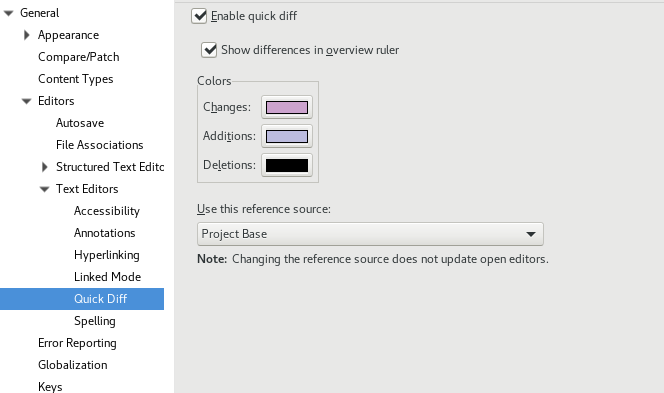 General
Appearance
Compare/Patch
Content Types
Editors
Autosave
File Associations
Structured Text Edito
Text Editors
Accessibility
Annotations
Hyperlinking
Linked Mode
Quick Diff
Spelling
Error Reporting
Globalization
Keys
Enable quick diff
Show differences in overview ruler
Colors
Changes:
Additions:
Deletions:
Use this reference source:
Project Base
Note: Changing the reference source does not update open editors.